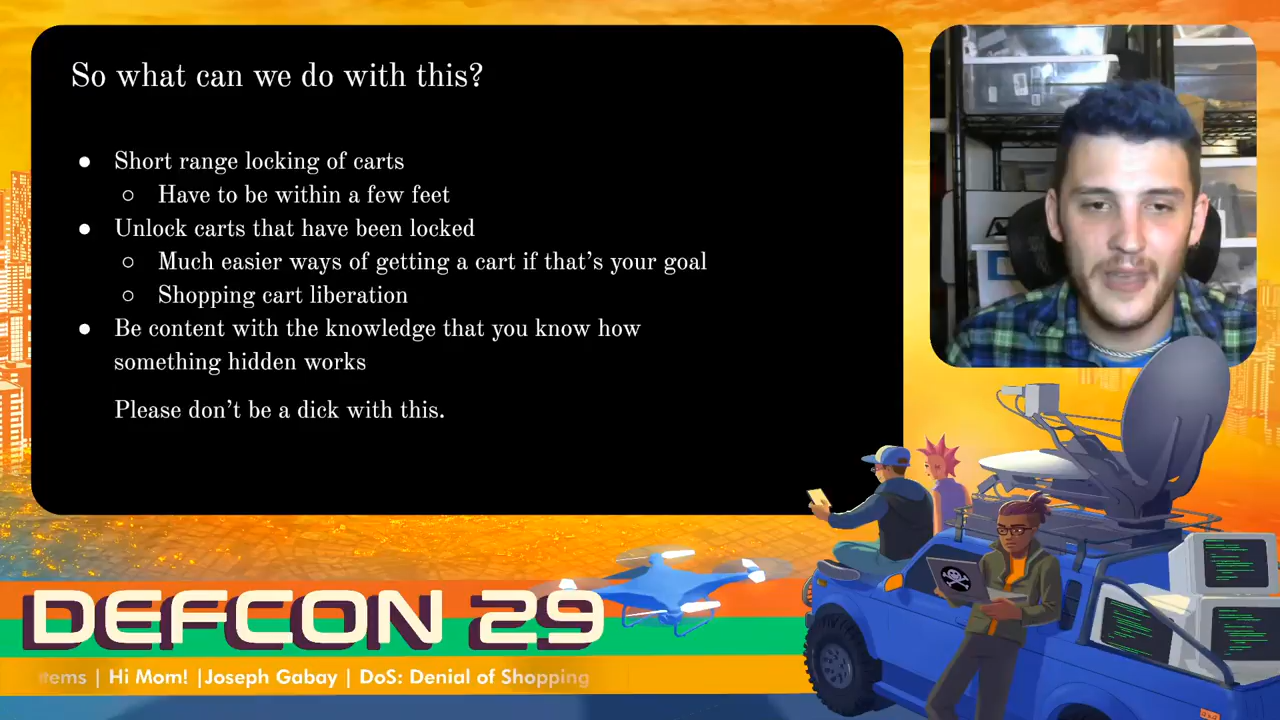 So what can we do with this?
● Short range locking of carts
○ Have to be within a few feet
● Unlock carts that have been locked
○ Much easier ways of getting a cart if that's your goal
○ Shopping cart liberation
● Be content with the knowledge that you know how
something hidden works
Please don't be a dick with this.
DEFCON 29
| Hi Mom! |Joseph Gabay | DoS: Denial of Shopping